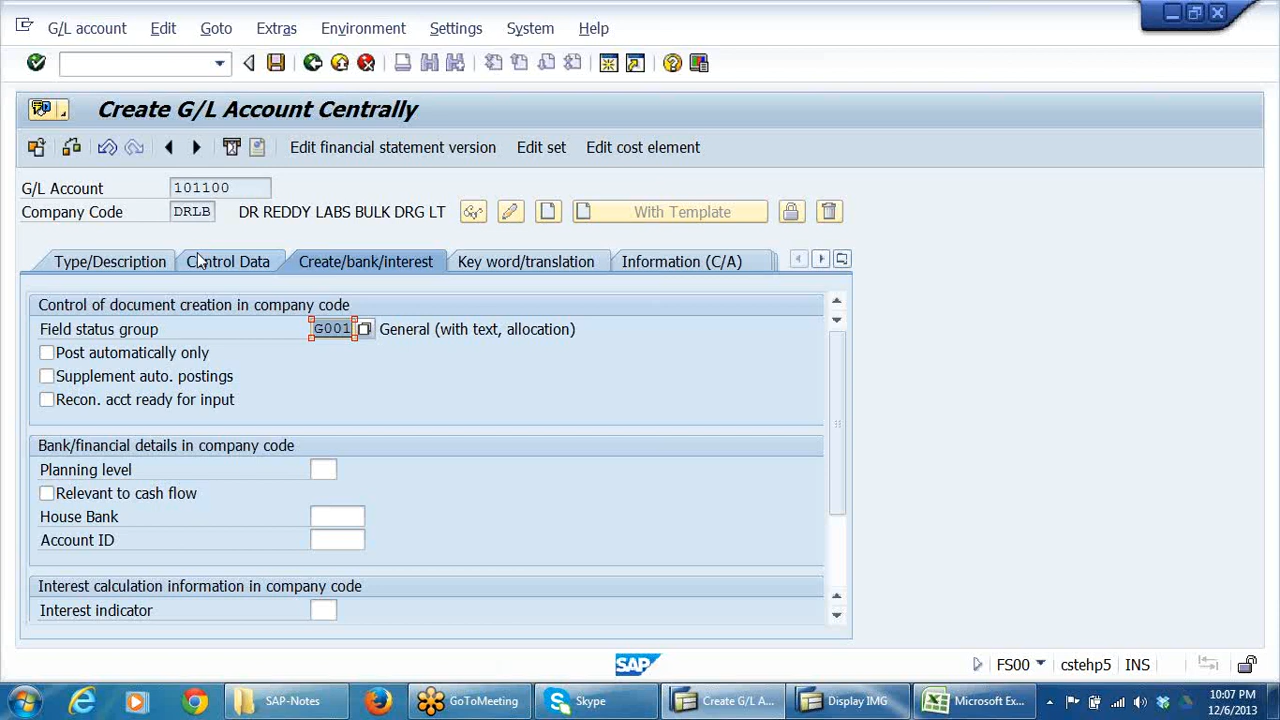 G/L account Edit Goto Extras Environment Settings System Help
Create G/L Account Centrally
Edit financial statement version Edit set Edit cost element
G/L Account 101100
Company Code DRLB DR REDDY LABS BULK DRG LT With Template
Type/Description Control Data Create/bank/interest Key word/translation Information (C/A)
Control of document creation in company code
Field status group G001 General (with text, allocation)
Post automatically only
Supplement auto. postings
Recon. acct ready for input
Bank/financial details in company code
Planning level
Relevant to cash flow
House Bank
Account ID
Interest calculation information in company code
Interest indicator
SAP FS00 cstehp5 INS
SAP-Notes GoToMeeting Skype Create G/L A... Display IMG Microsoft Ex... 10:07 PM
12/6/2013